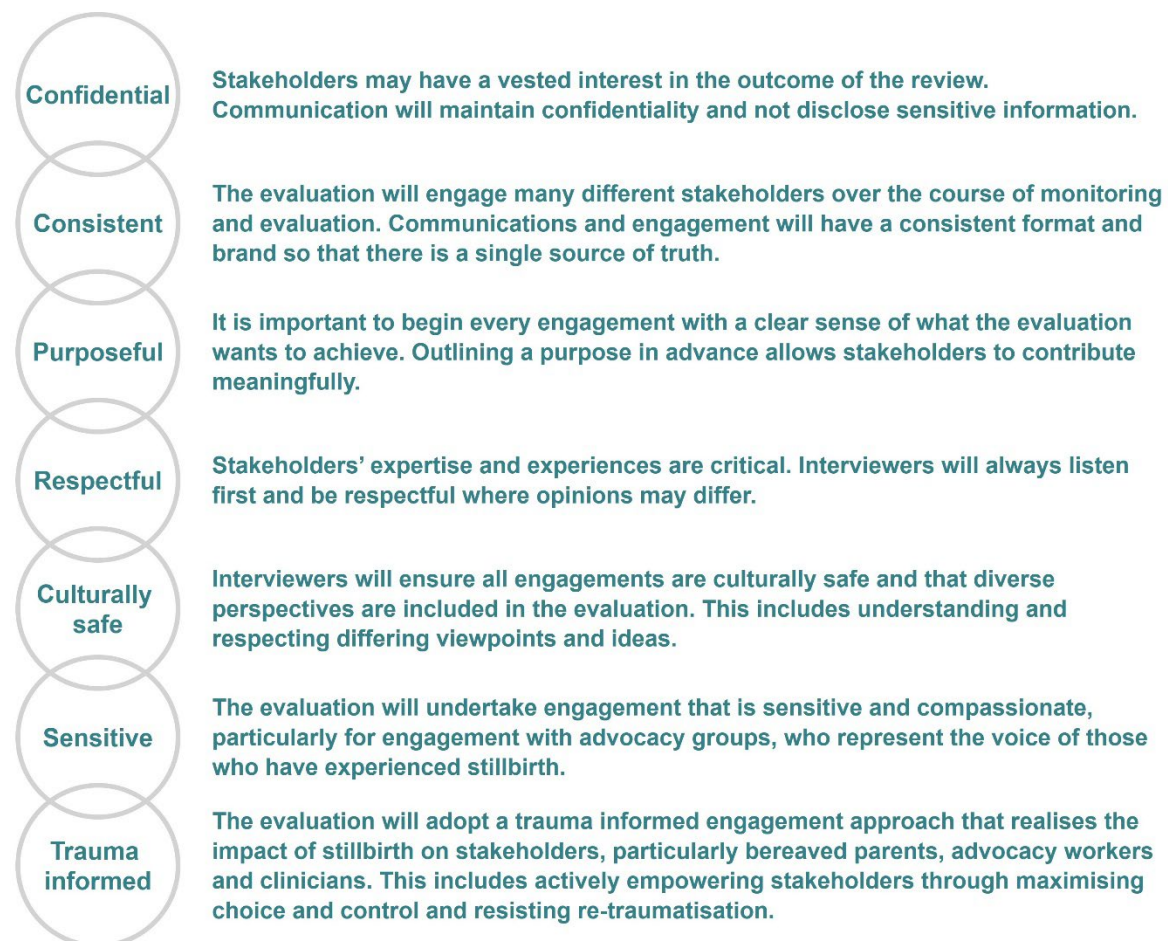 Confidential
Stakeholders may have a vested interest in the outcome of the review.
Communication will maintain confidentiality and not disclose sensitive information.
Consistent
The evaluation will engage many different stakeholders over the course of monitoring
and evaluation. Communications and engagement will have a consistent format and
brand so that there is a single source of truth.
Purposeful
It is important to begin every engagement with a clear sense of what the evaluation
wants to achieve. Outlining a purpose in advance allows stakeholders to contribute
meaningfully.
Respectful
Stakeholders’ expertise and experiences are critical. Interviewers will always listen
first and be respectful where opinions may differ.
Culturally
safe
Interviewers will ensure all engagements are culturally safe and that diverse
perspectives are included in the evaluation. This includes understanding and
respecting differing viewpoints and ideas.
Sensitive
The evaluation will undertake engagement that is sensitive and compassionate,
particularly for engagement with advocacy groups, who represent the voice of those
who have experienced stillbirth.
Trauma
informed
The evaluation will adopt a trauma informed engagement approach that realises the
impact of stillbirth on stakeholders, particularly bereaved parents, advocacy workers
and clinicians. This includes actively empowering stakeholders through maximising
choice and control and resisting re-traumatisation.